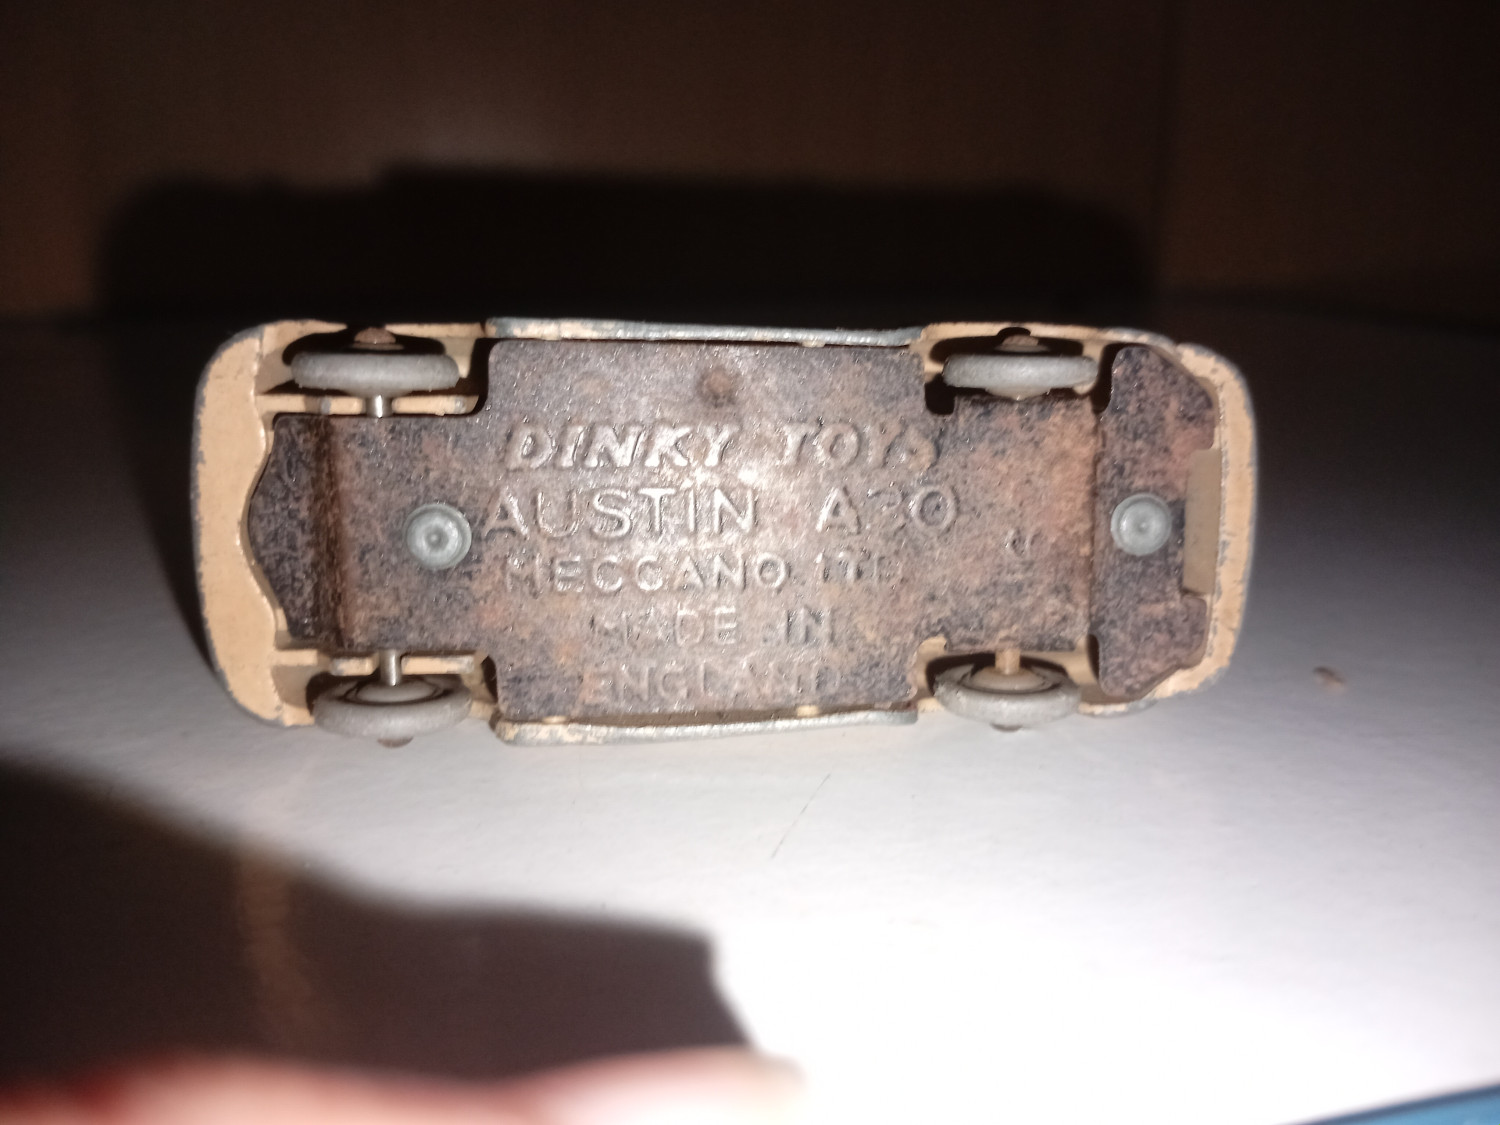 DINKY TOYS
AUSTIN A30
MECCANO LTD
MADE IN
ENGLAND